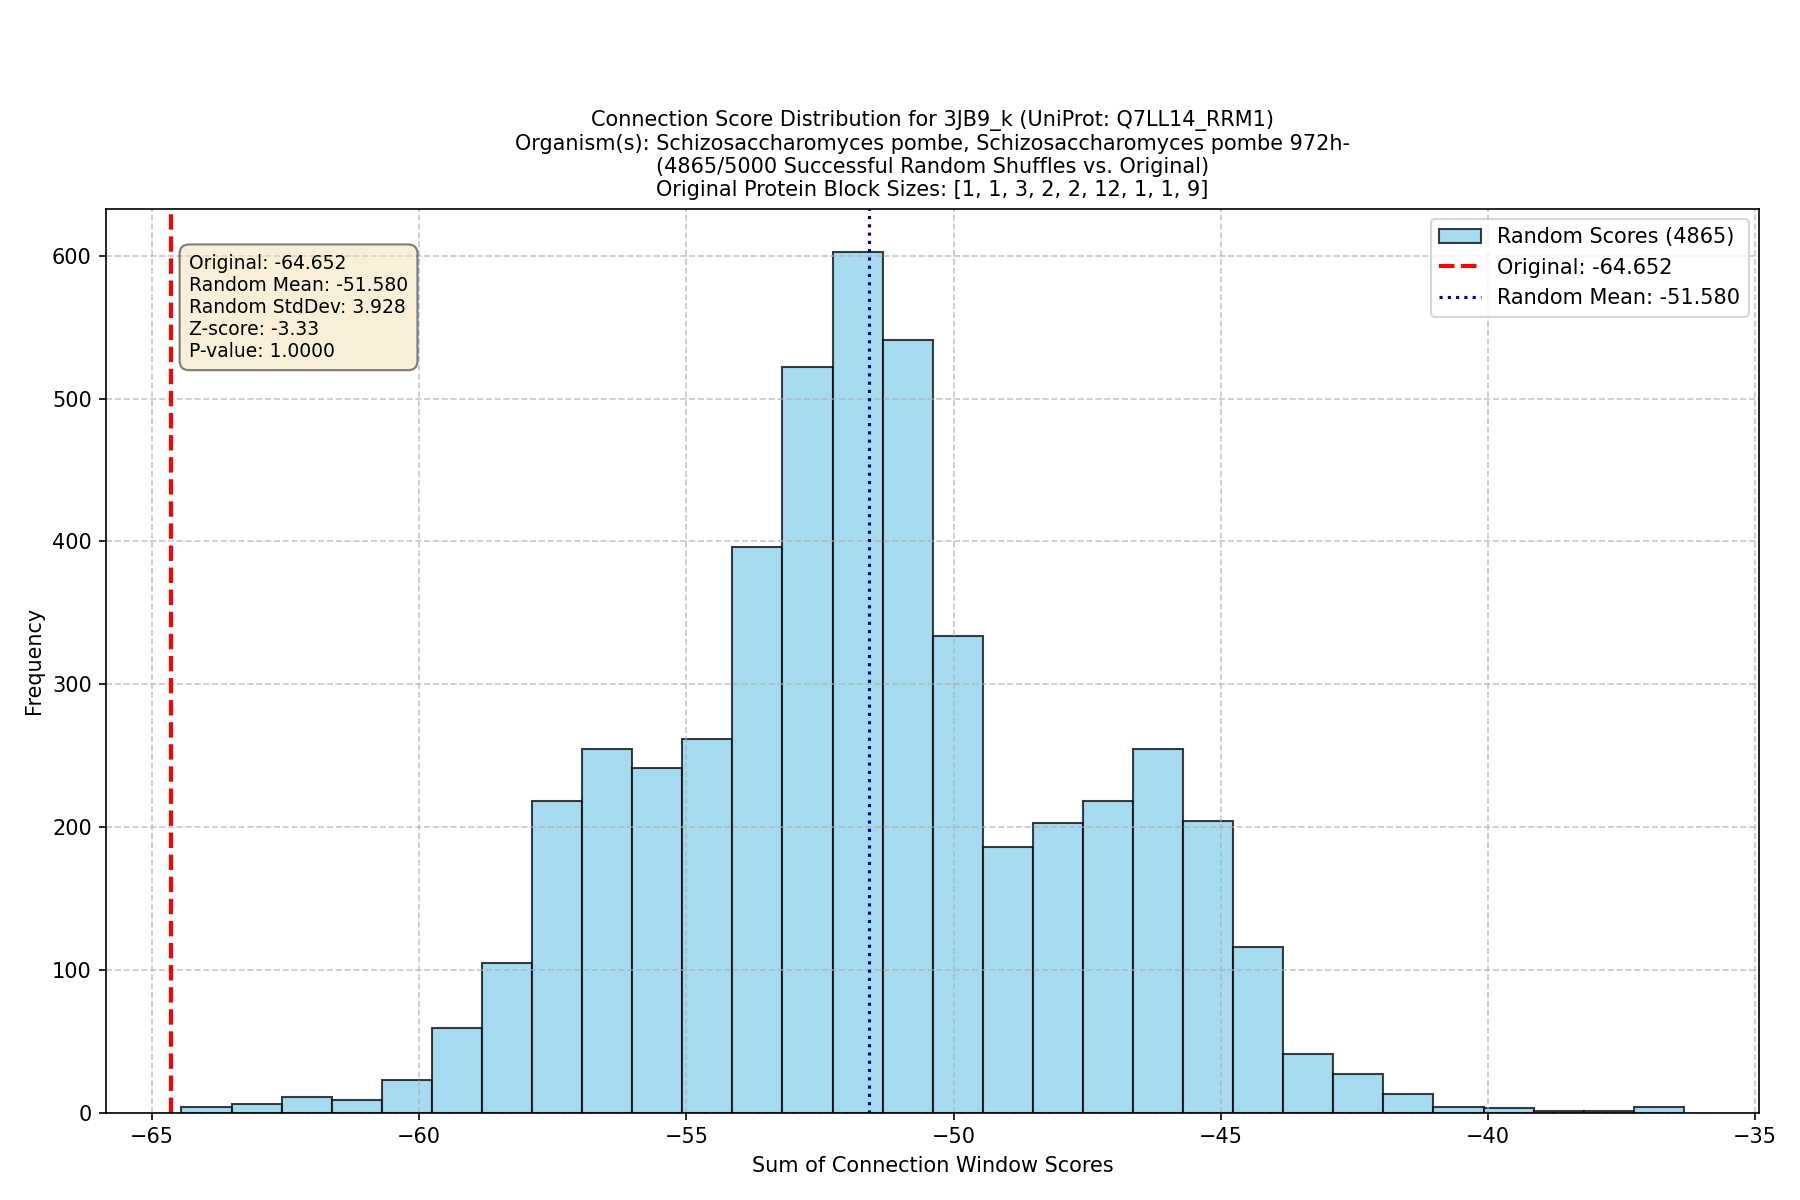 Connection Score Distribution for 3JB9_k (UniProt: Q7LL14_RRM1)
Organism(s): Schizosaccharomyces pombe, Schizosaccharomyces pombe 972h-
(4865/5000 Successful Random Shuffles vs. Original)
Original Protein Block Sizes: [1, 1, 3, 2, 2, 12, 1, 1, 9]
Original: -64.652
Random Mean: -51.580
Random StdDev: 3.928
Z-score: -3.33
P-value: 1.0000
Random Scores (4865)
Original: -64.652
Random Mean: -51.580
Frequency
600
500
400
300
200
100
0
−65 −60 −55 −50 −45 −40 −35
Sum of Connection Window Scores